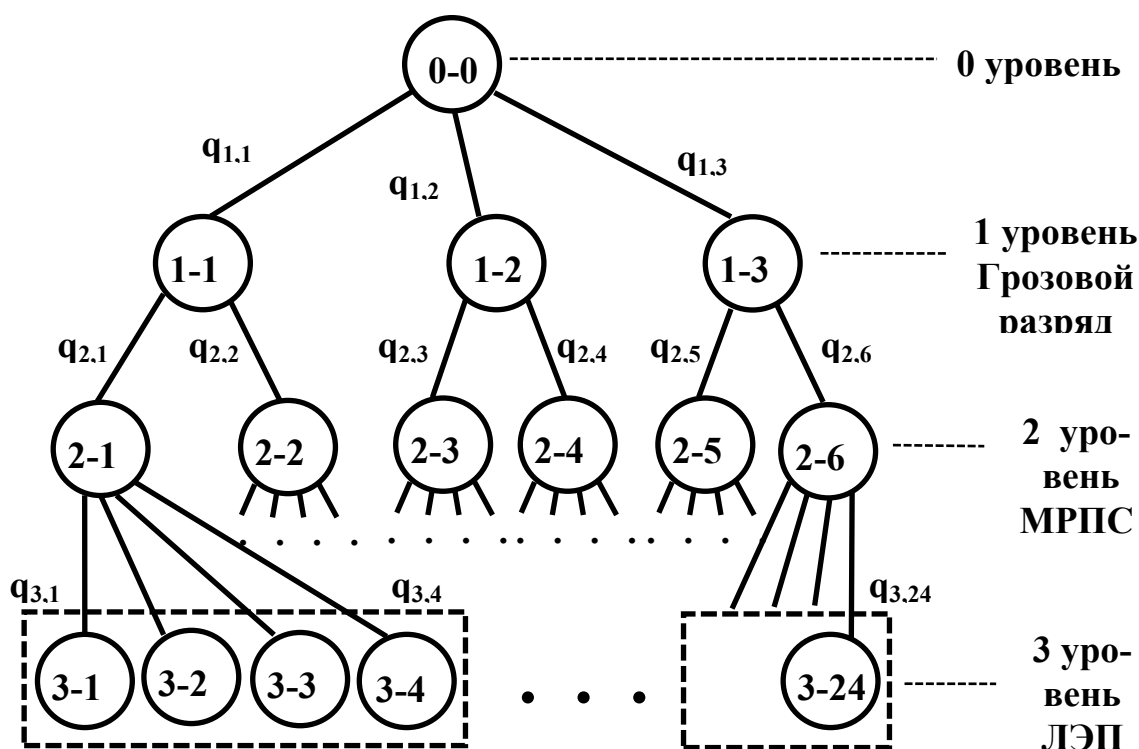 0-0
0 уровень
q1,1
q1,2
q1,3
1-1
1-2
1-3
1 уровень
Грозовой
разряд
q2,1
q2,2
q2,3
q2,4
q2,5
q2,6
2-1
2-2
2-3
2-4
2-5
2-6
2 уро-
вень
МРПС
q3,1
q3,4
q3,24
3-1
3-2
3-3
3-4
. . .
3-24
3 уро-
вень
ЛЭП